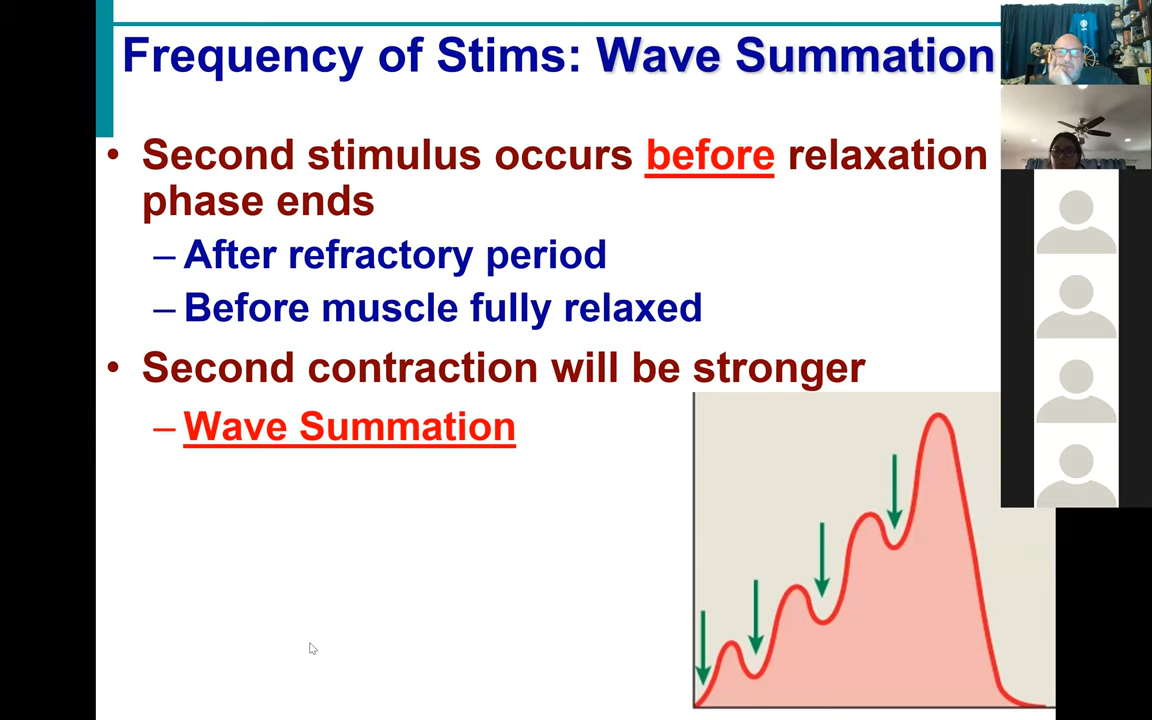 Frequency of Stims: Wave Summation
• Second stimulus occurs before relaxation
phase ends
– After refractory period
– Before muscle fully relaxed
• Second contraction will be stronger
– Wave Summation